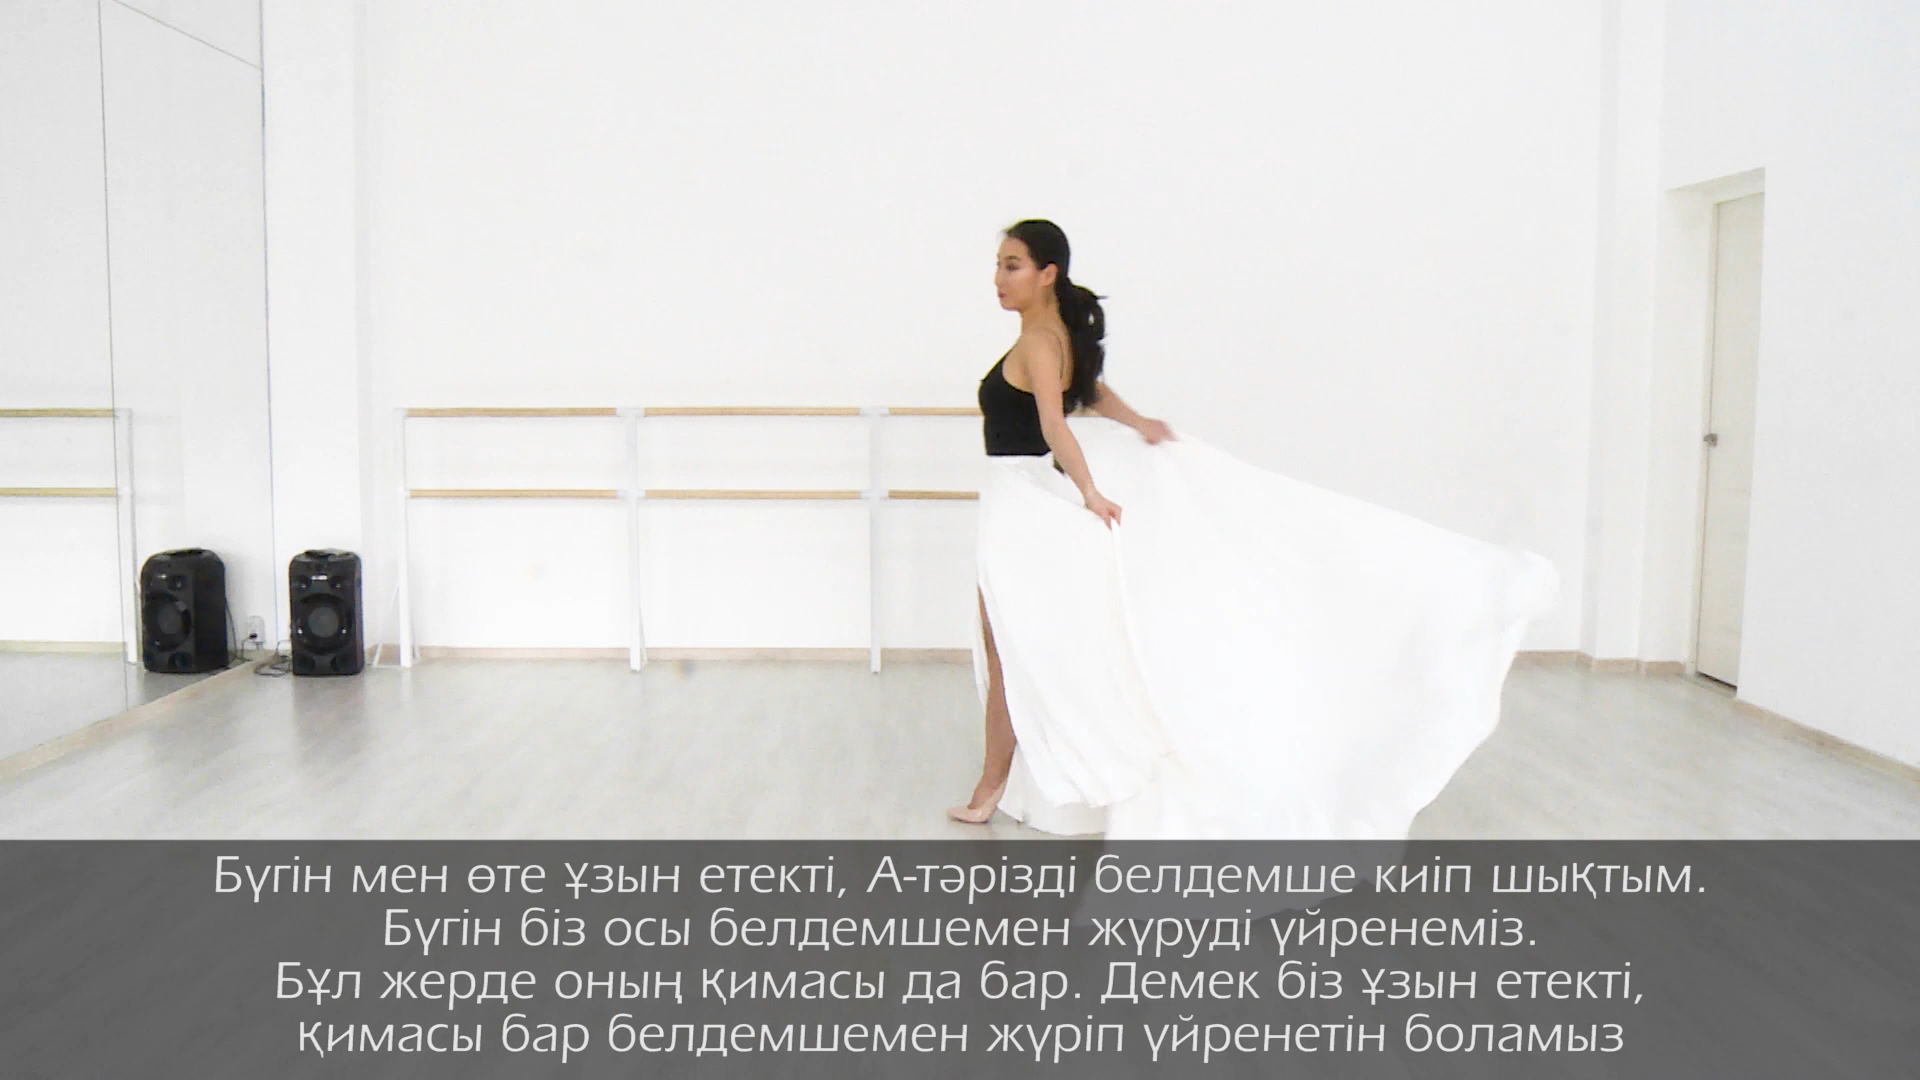 Бүгін мен өте ұзын етекті, А-тәрізді белдемше киіп шықтым.
Бүгін біз осы белдемшемен жүруді үйренеміз.
Бұл жерде оның қимасы да бар. Демек біз ұзын етекті,
қимасы бар белдемшемен жүріп үйренетін боламыз